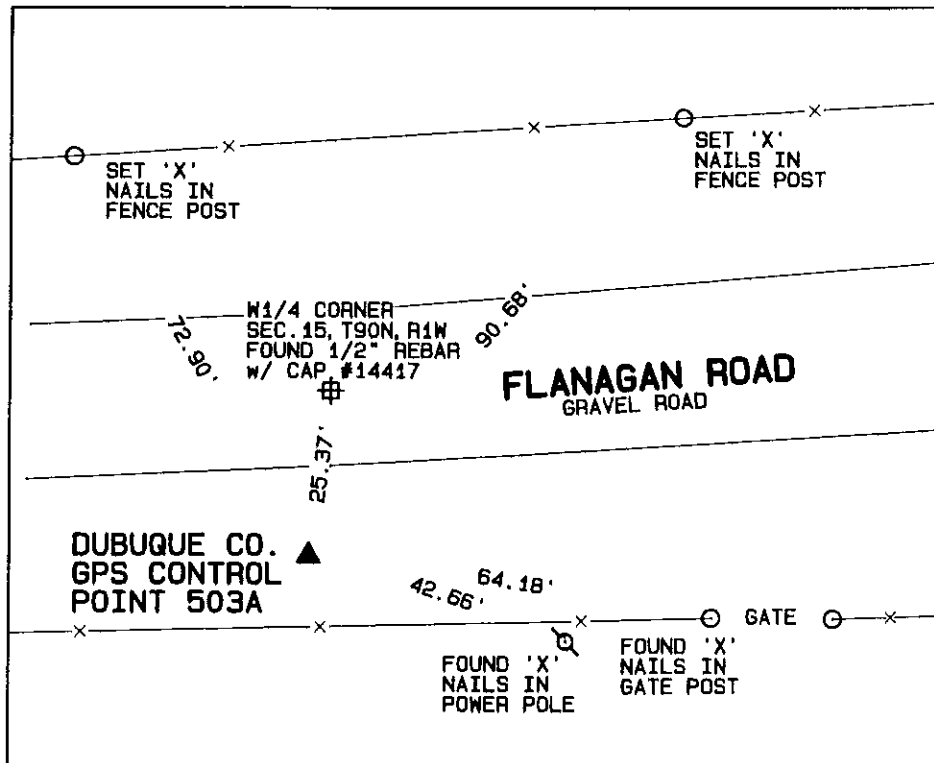 SET 'X'
NAILS IN
FENCE POST
SET 'X'
NAILS IN
FENCE POST
W1/4 CORNER
SEC.15, T90N, R1W
FOUND 1/2" REBAR
W/ CAP #14417
72.90'
90.68'
FLANAGAN ROAD
GRAVEL ROAD
25.37'
DUBUQUE CO.
GPS CONTROL
POINT 503A
64.18'
42.66'
GATE
FOUND 'X'
NAILS IN
POWER POLE
FOUND 'X'
NAILS IN
GATE POST